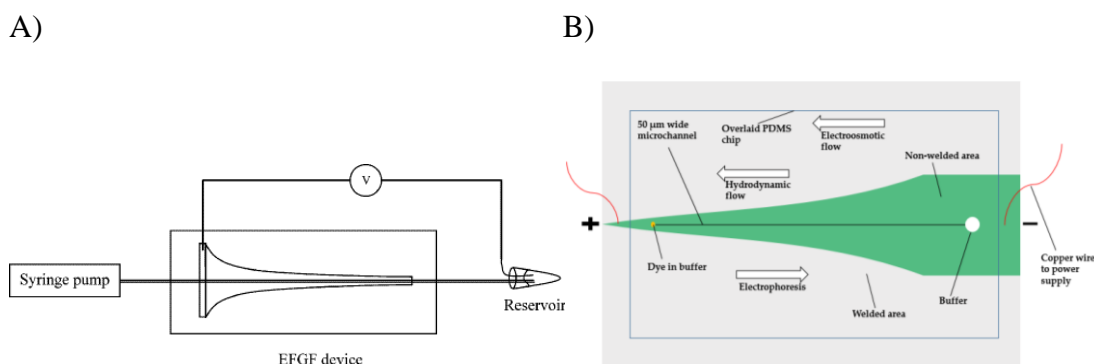 A)
B)
V
Syringe pump
Reservoir
EFGF device
50 µm wide
microchannel
Overlaid PDMS
chip
Electroosmotic
flow
Non-welded area
Hydrodynamic
flow
+
−
Dye in buffer
Electrophoresis
Welded area
Buffer
Copper wire
to power
supply